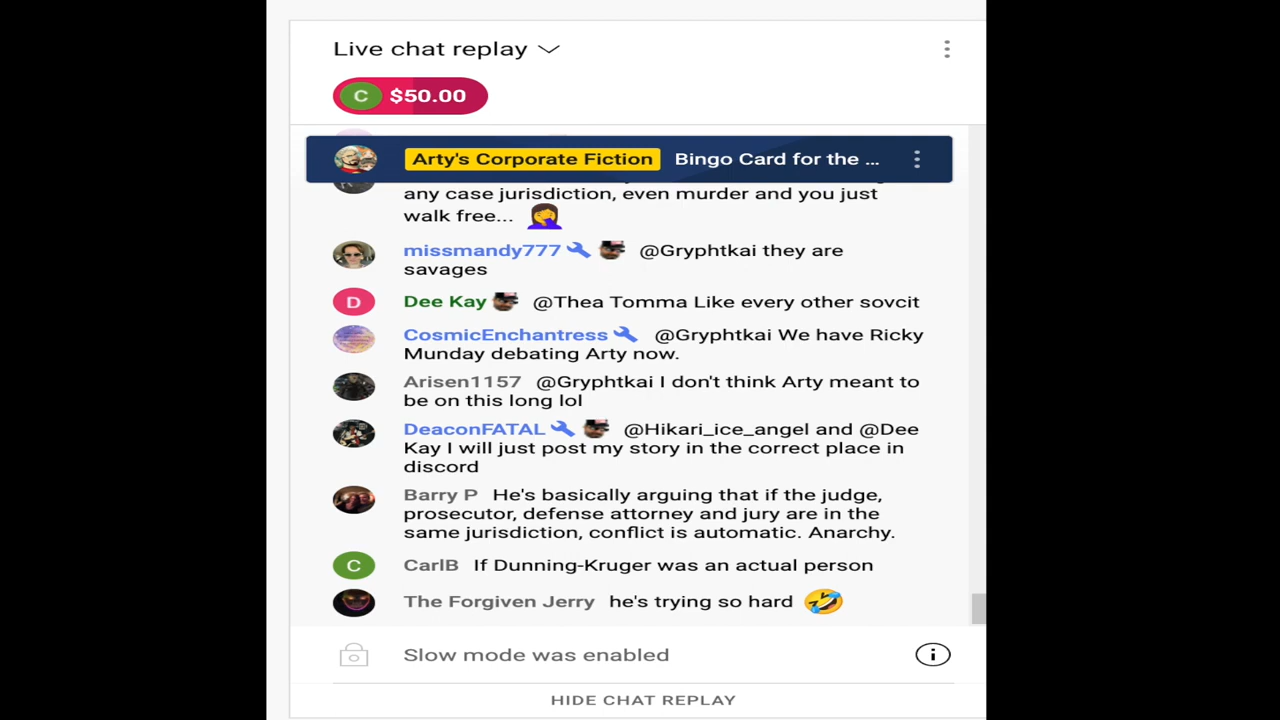 Live chat replay
C $50.00
Arty's Corporate Fiction Bingo Card for the ...
any case jurisdiction, even murder and you just
walk free...
missmandy777 @Gryphtkai they are
savages
D Dee Kay @Thea Tomma Like every other sovcit
CosmicEnchantress @Gryphtkai We have Ricky
Munday debating Arty now.
Arisen1157 @Gryphtkai I don't think Arty meant to
be on this long lol
DeaconFATAL @Hikari_ice_angel and @Dee
Kay I will just post my story in the correct place in
discord
Barry P He's basically arguing that if the judge,
prosecutor, defense attorney and jury are in the
same jurisdiction, conflict is automatic. Anarchy.
C CarlB If Dunning-Kruger was an actual person
The Forgiven Jerry he's trying so hard
Slow mode was enabled
HIDE CHAT REPLAY